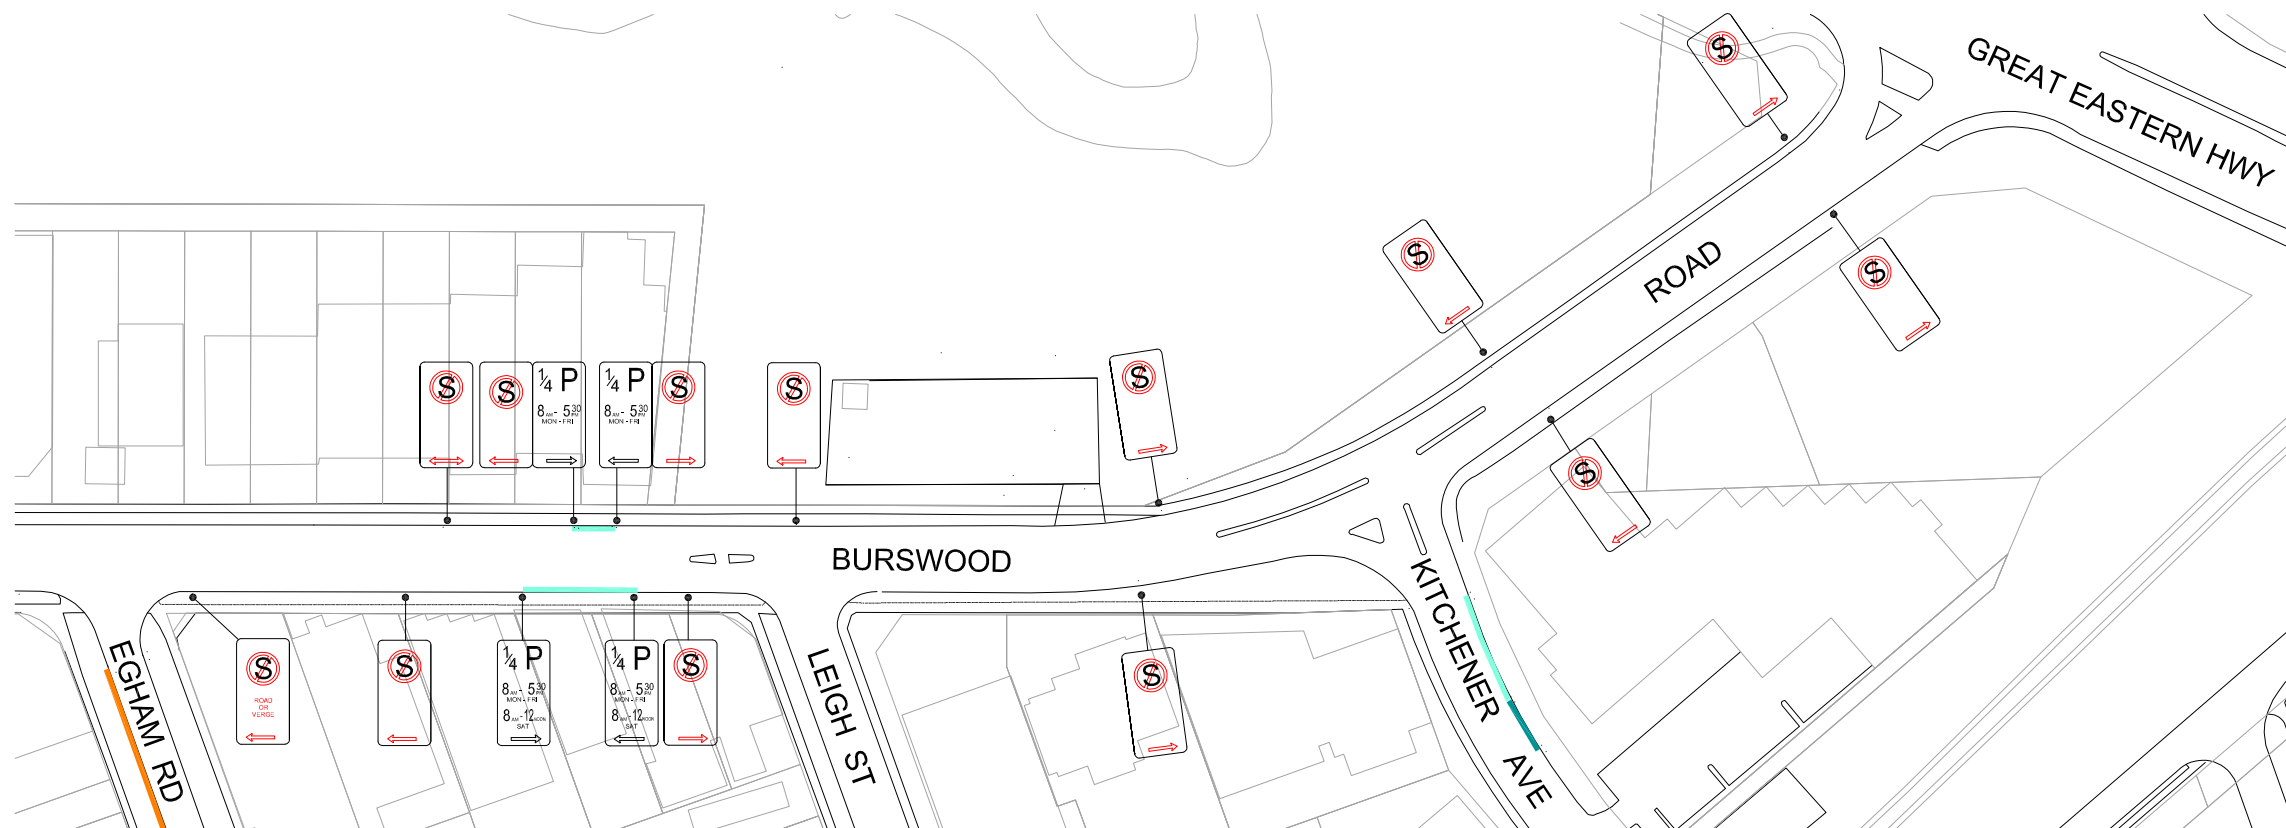 GREAT EASTERN HWY
S
S
ROAD
S
S
S
S
1/4 P
8 AM - 5 30 PM
MON - FRI
1/4 P
8 AM - 5 30 PM
MON - FRI
S
S
S
S
BURSWOOD
KITCHENER AVE
EGHAM RD
LEIGH ST
S
ROAD
OR
VERGE
S
1/4 P
8 AM - 5 30 PM
MON - FRI
8 AM - 12 NOON
SAT
1/4 P
8 AM - 5 30 PM
MON - FRI
8 AM - 12 NOON
SAT
S
S